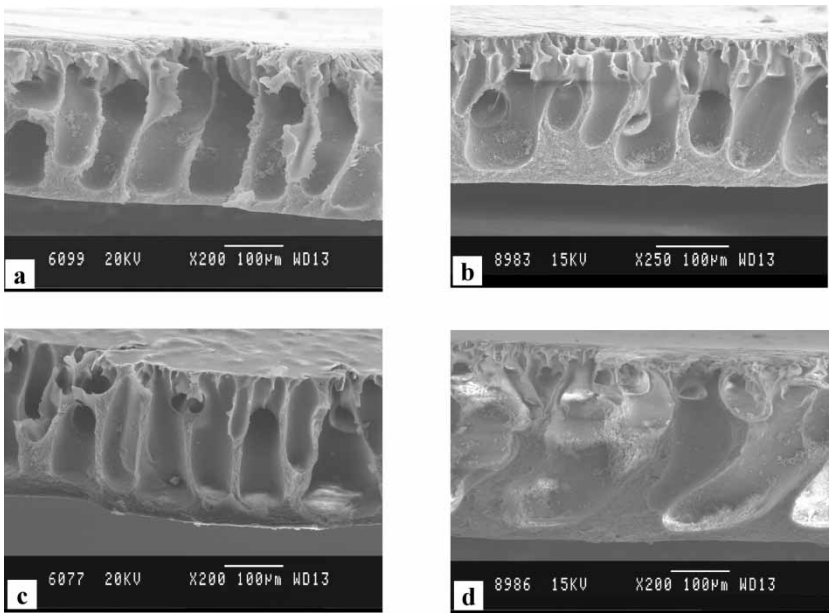 6099 20KV X200 100µm WD13
a
8983 15KV X250 100µm WD13
b
6077 20KV X200 100µm WD13
c
8986 15KV X200 100µm WD13
d